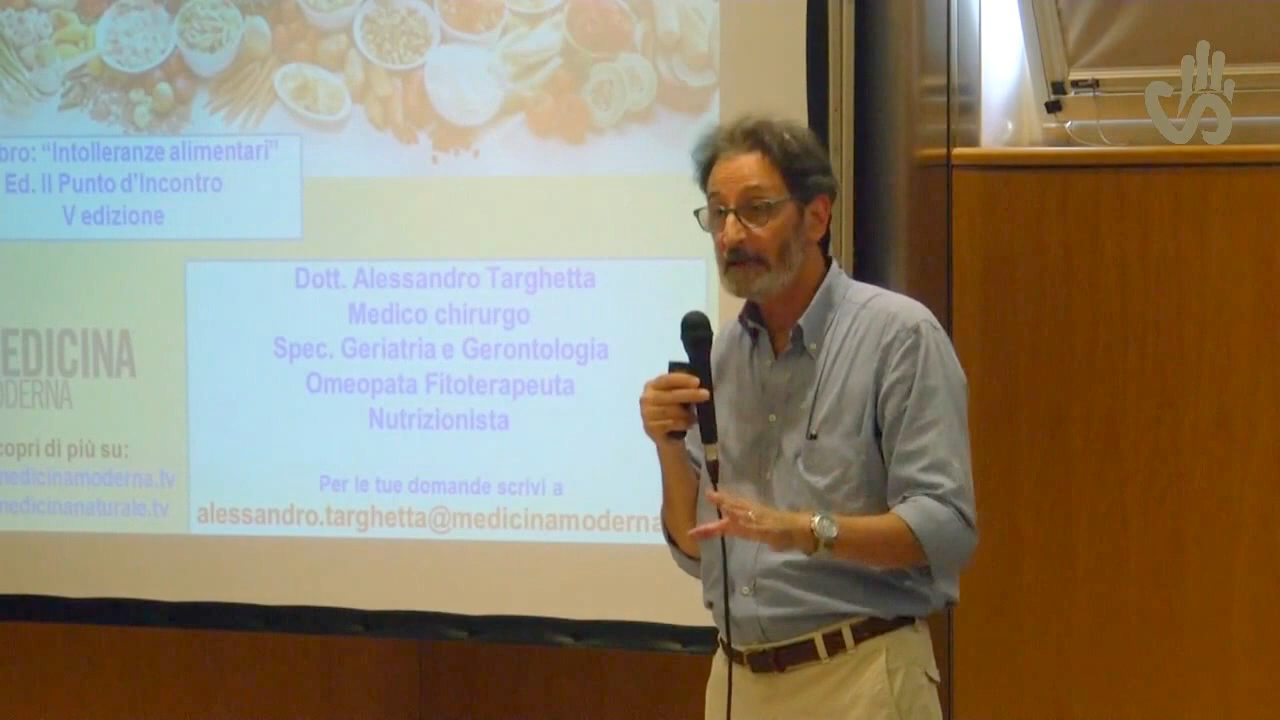 bro: "Intolleranze alimentari"
Ed. Il Punto d'Incontro
V edizione
Dott. Alessandro Targhetta
Medico chirurgo
Spec. Geriatria e Gerontologia
Omeopata Fitoterapeuta
Nutrizionista
Per le tue domande scrivi a
alessandro.targhetta@medicinamoderna
EDICINA
ODERNA
copri di più su:
medicinamoderna.tv
medicinanaturale.tv